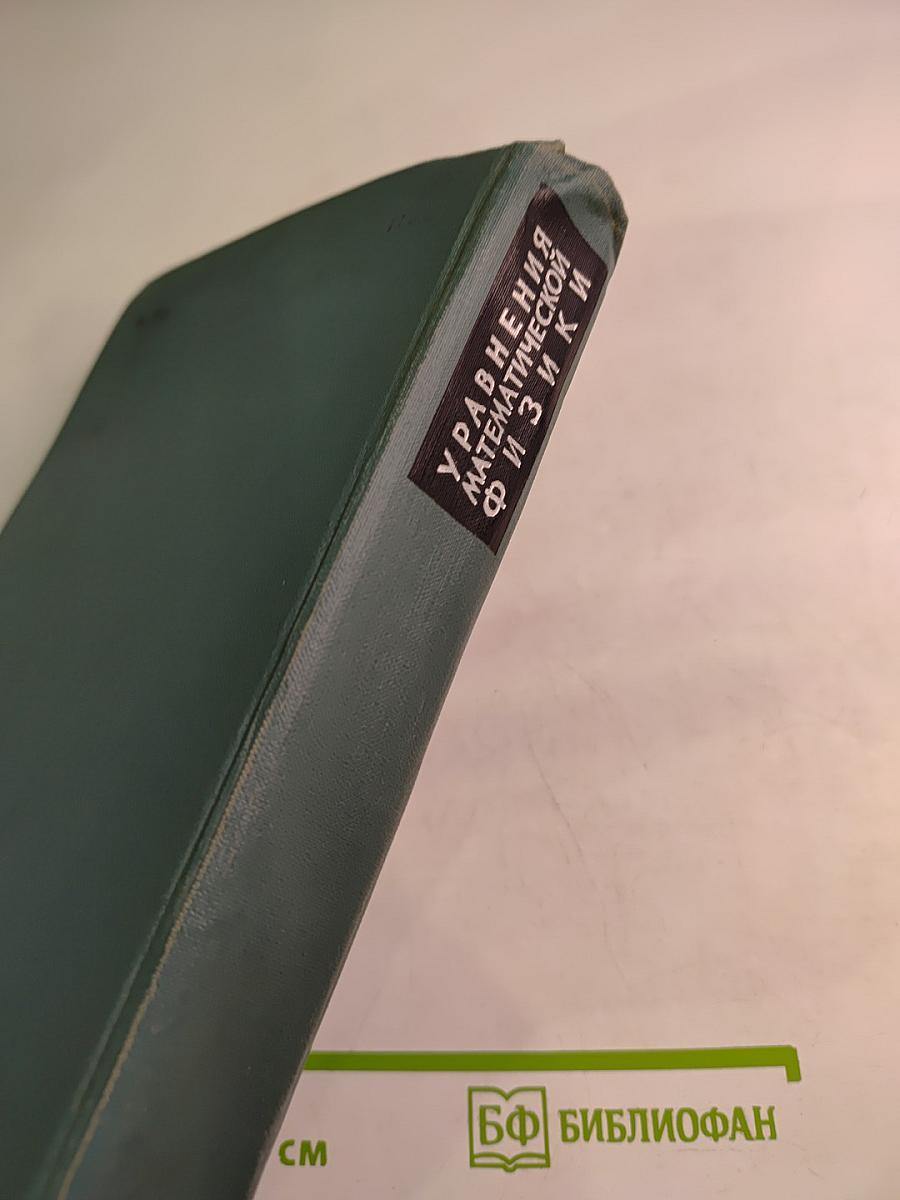 УРАВНЕНИЯ
МАТЕМАТИЧЕСКОЙ
ФИЗИКИ
см
БФ БИБЛИОФАН